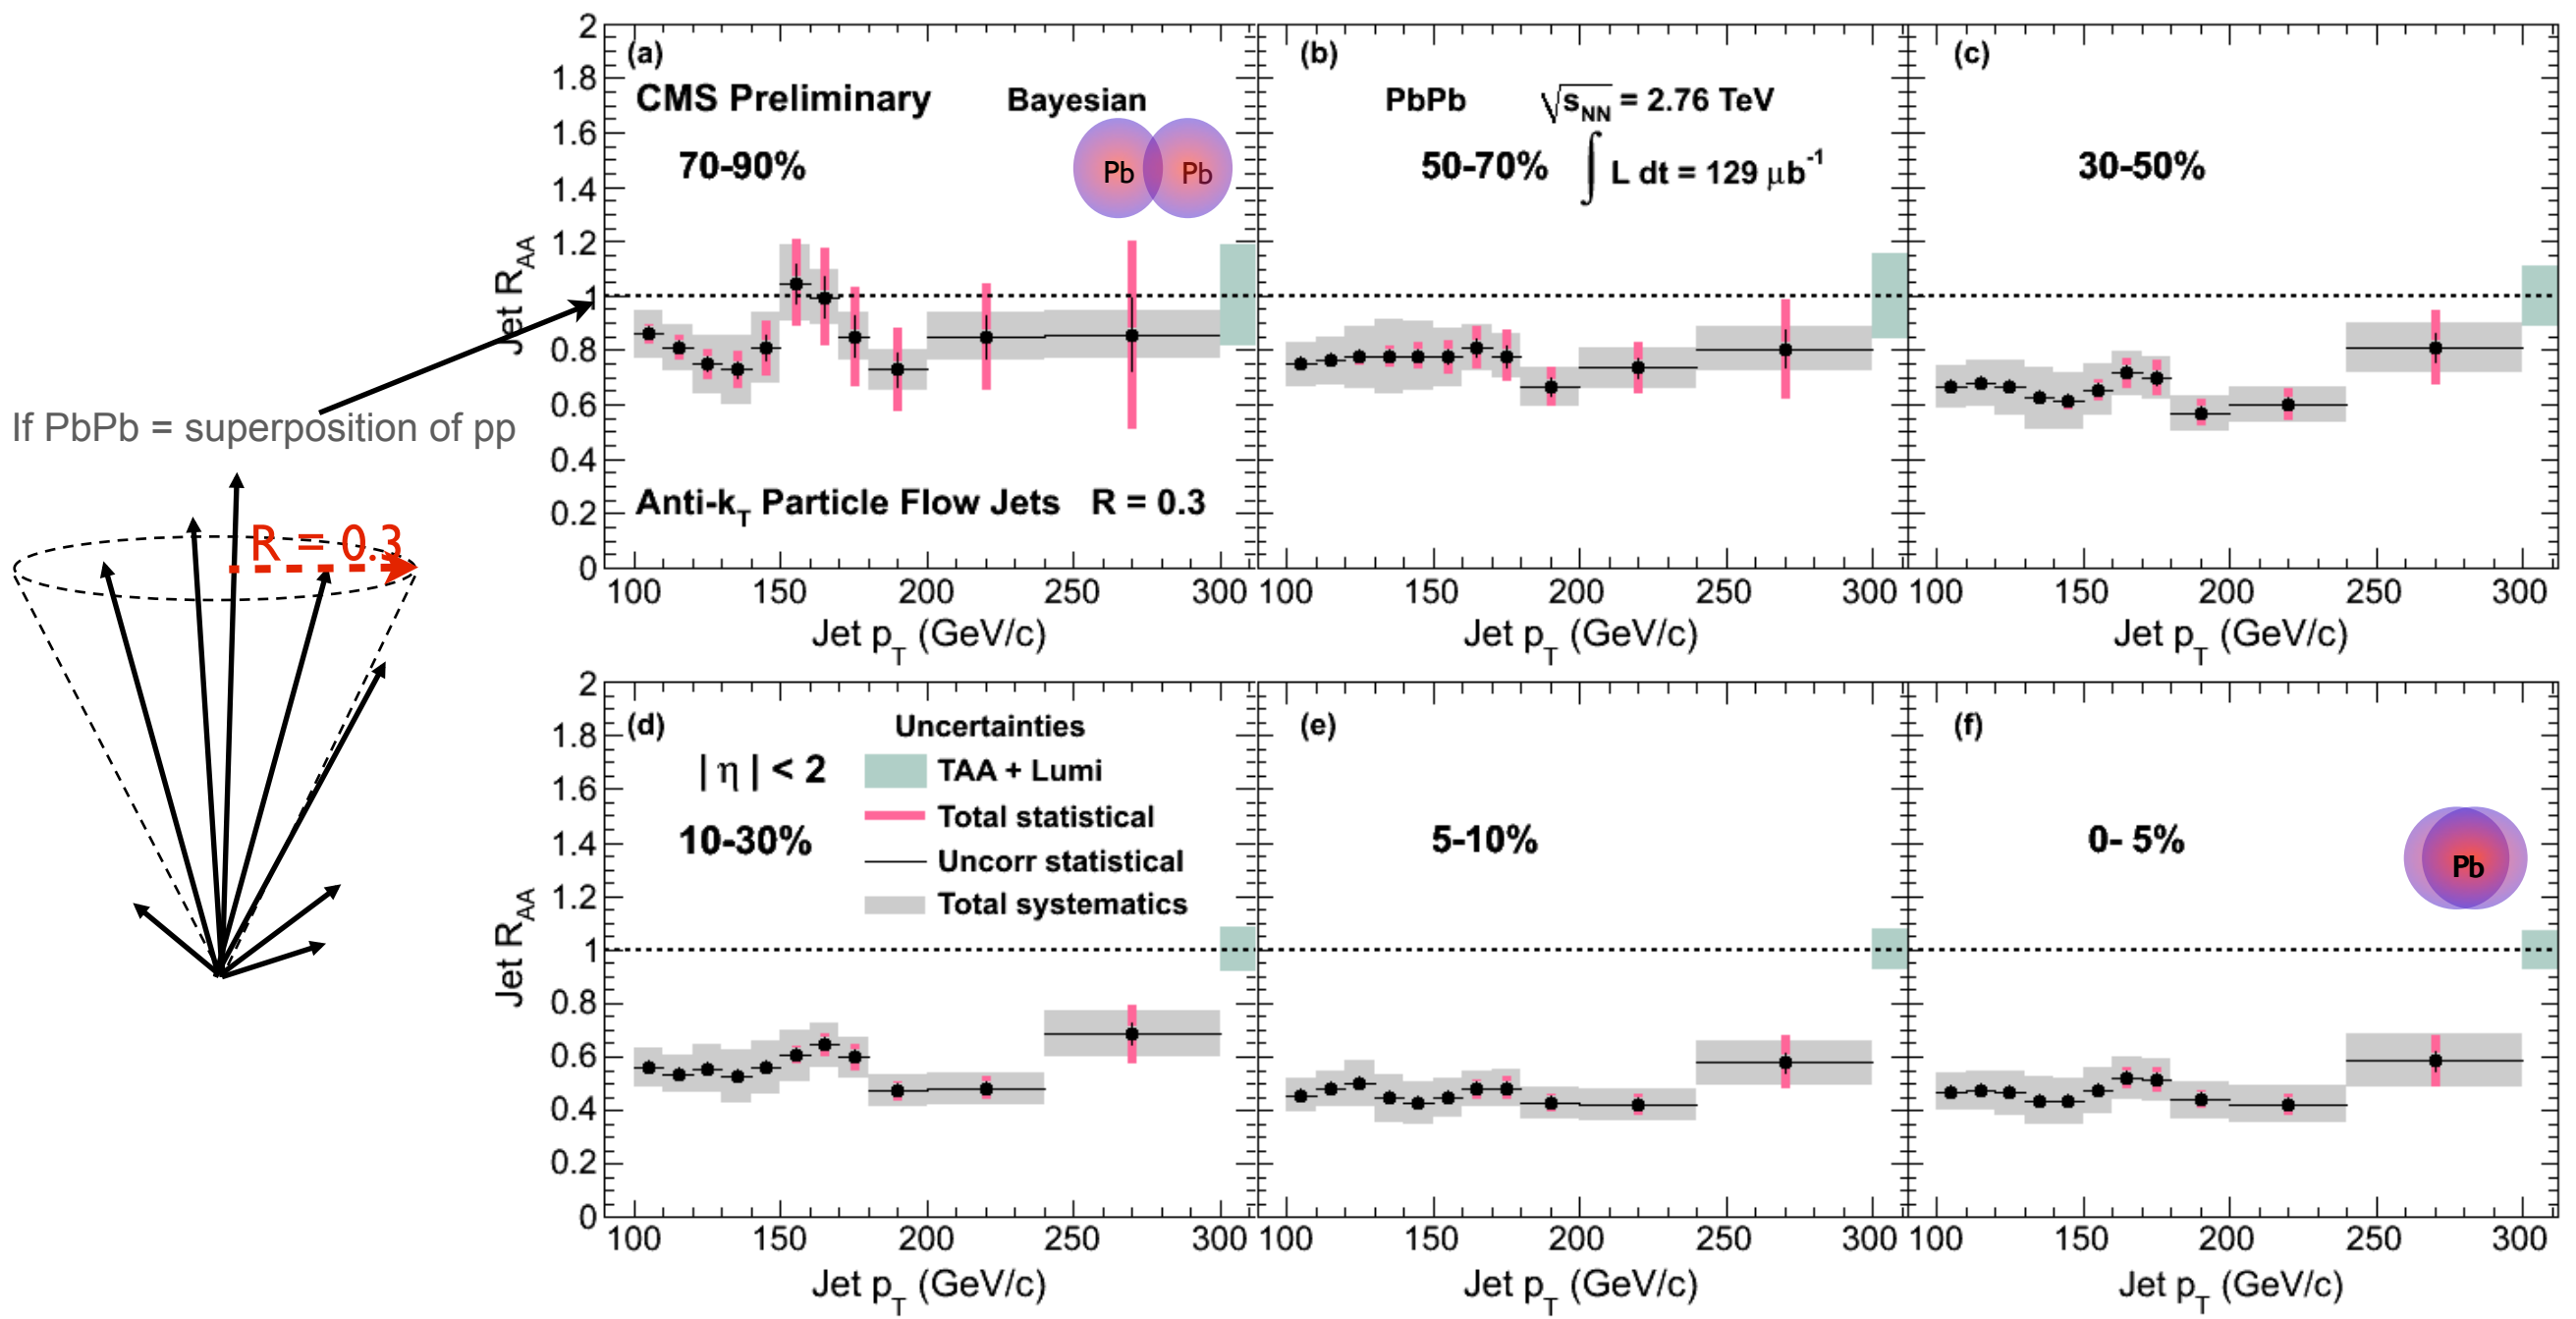 (a)
CMS Preliminary Bayesian
70-90%
Pb Pb
Anti-k_T Particle Flow Jets R = 0.3
Jet R_AA
2
1.8
1.6
1.4
1.2
1
0.8
0.6
0.4
0.2
0
100 150 200 250 300
Jet p_T (GeV/c)
(b)
PbPb √s_NN = 2.76 TeV
50-70% ∫ L dt = 129 μb^-1
100 150 200 250 300
Jet p_T (GeV/c)
(c)
30-50%
100 150 200 250 300
Jet p_T (GeV/c)
If PbPb = superposition of pp
R = 0.3
(d)
Uncertainties
| η | < 2
TAA + Lumi
Total statistical
10-30%
Uncorr statistical
Total systematics
Jet R_AA
2
1.8
1.6
1.4
1.2
1
0.8
0.6
0.4
0.2
0
100 150 200 250 300
Jet p_T (GeV/c)
(e)
5-10%
100 150 200 250 300
Jet p_T (GeV/c)
(f)
0- 5%
Pb
100 150 200 250 300
Jet p_T (GeV/c)